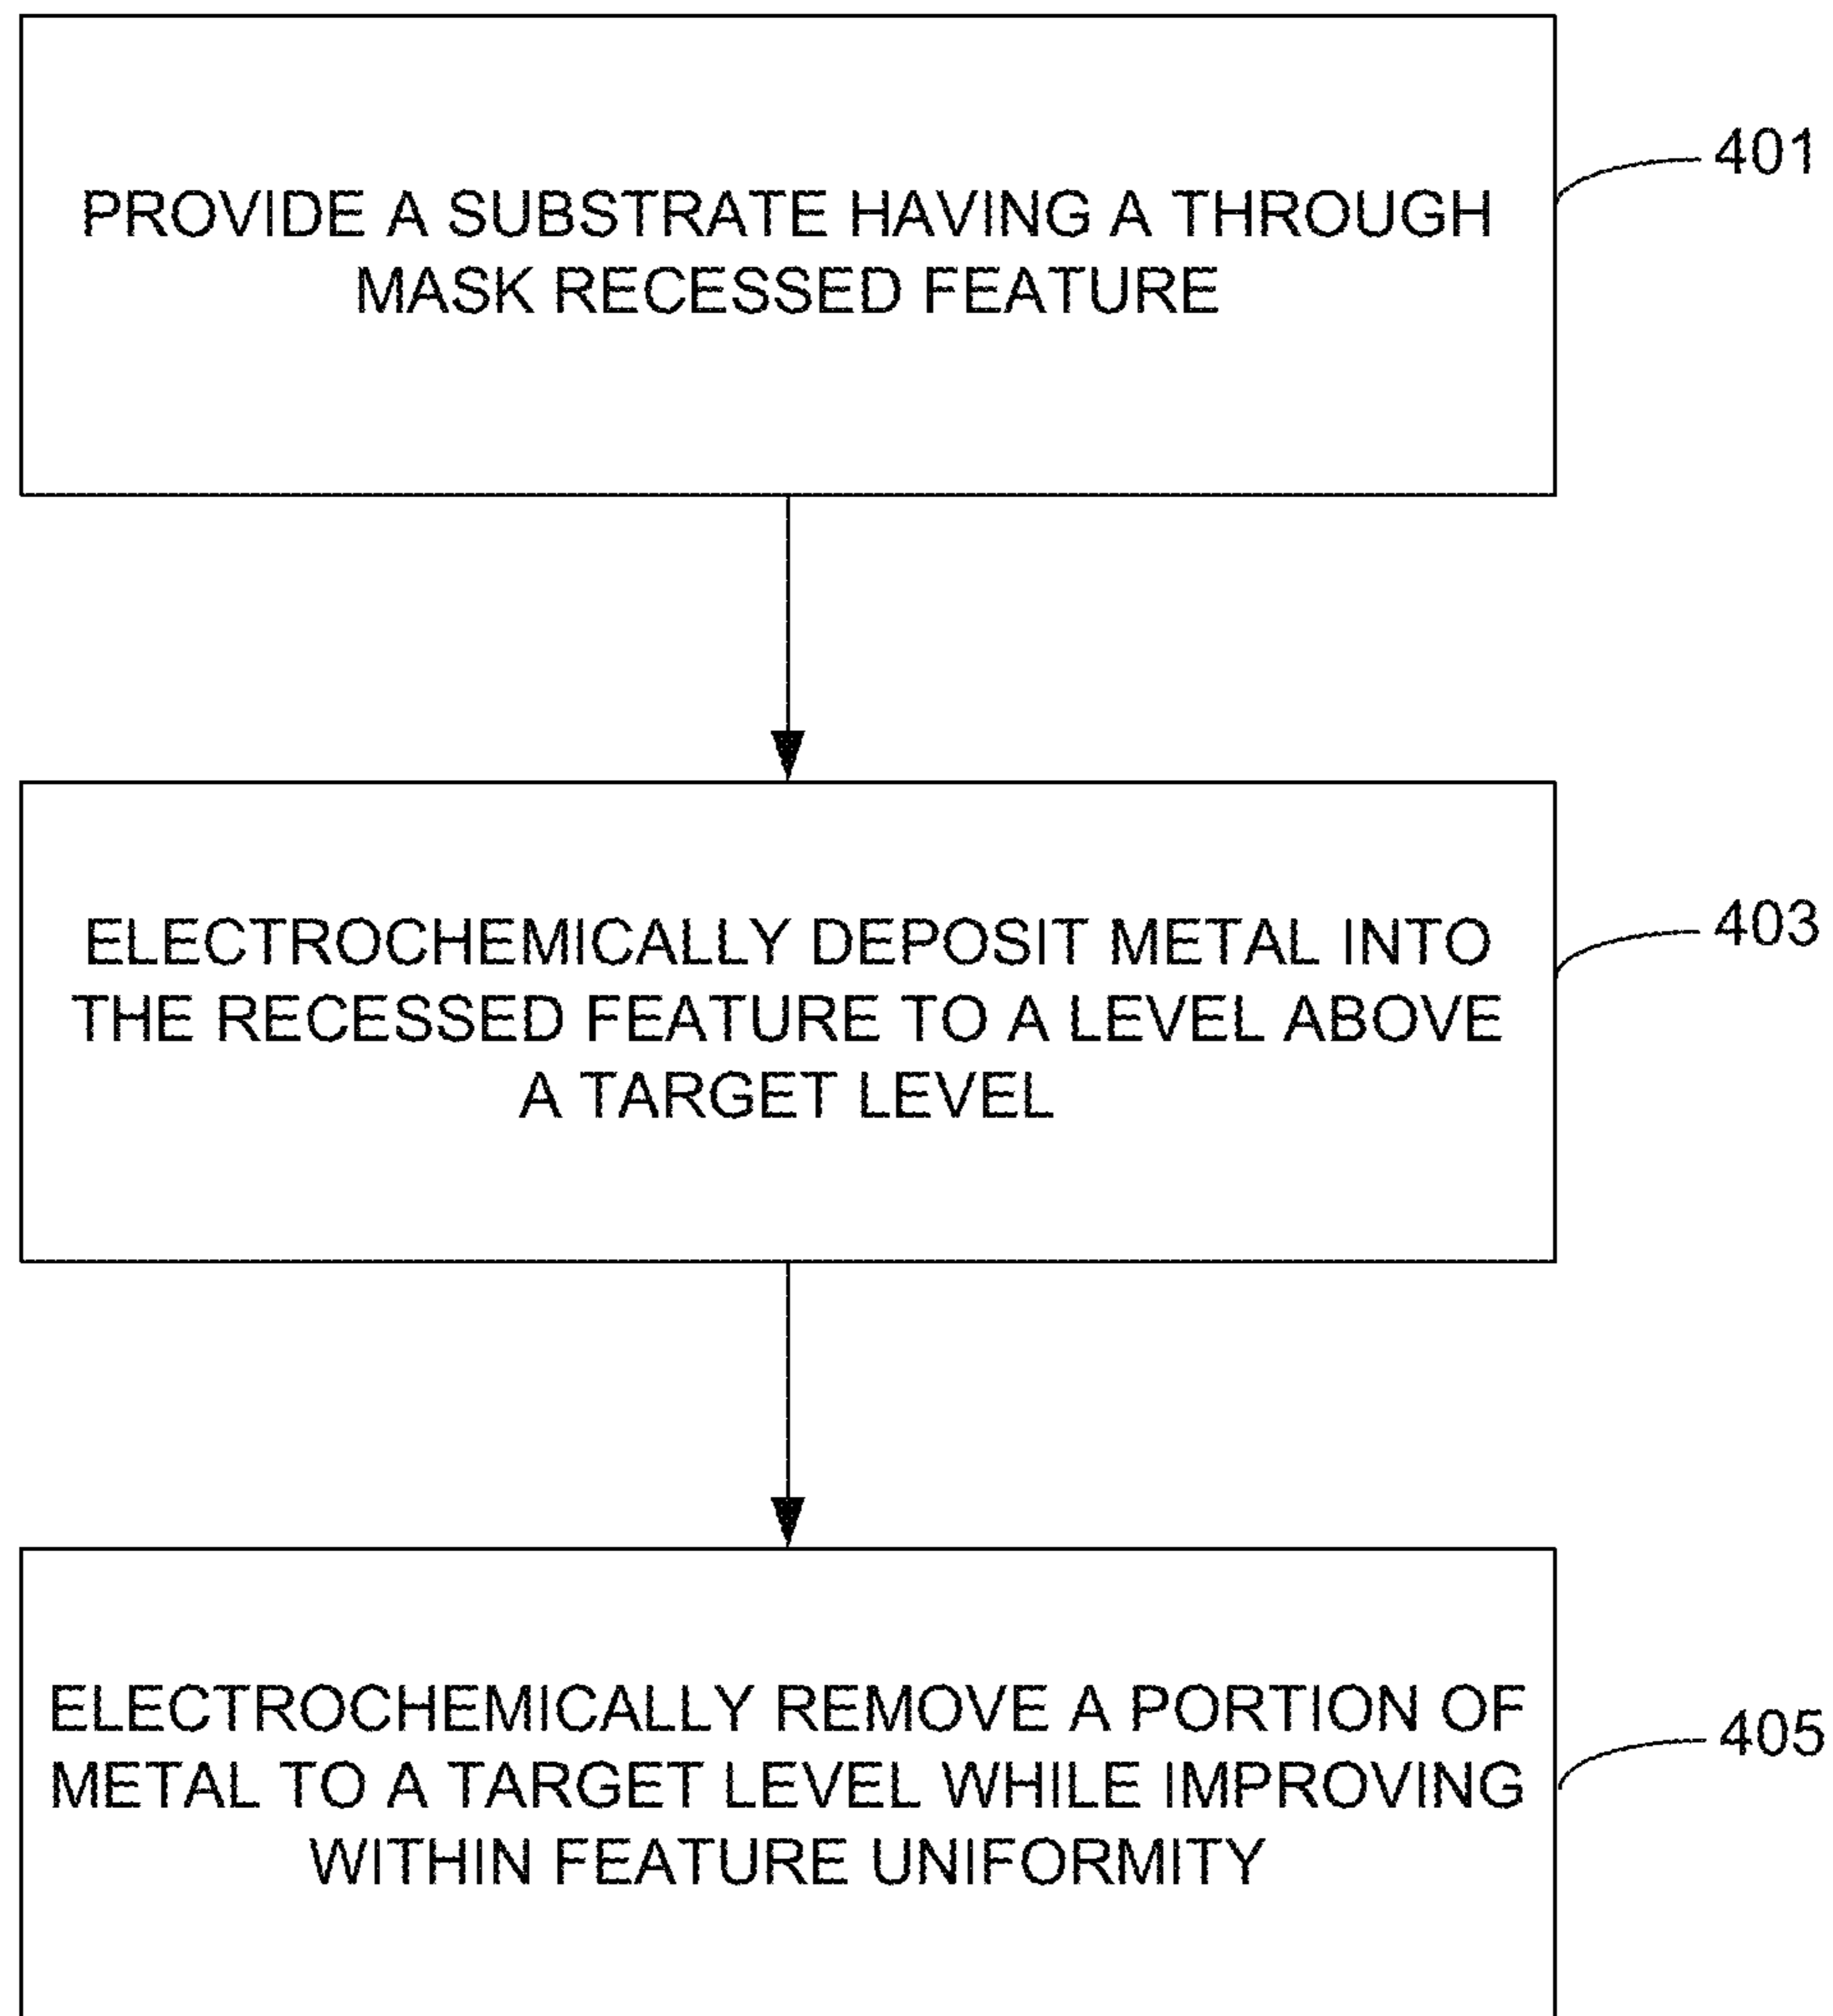 PROVIDE A SUBSTRATE HAVING A THROUGH
MASK RECESSED FEATURE
401
ELECTROCHEMICALLY DEPOSIT METAL INTO
THE RECESSED FEATURE TO A LEVEL ABOVE
A TARGET LEVEL
403
ELECTROCHEMICALLY REMOVE A PORTION OF
METAL TO A TARGET LEVEL WHILE IMPROVING
WITHIN FEATURE UNIFORMITY
405